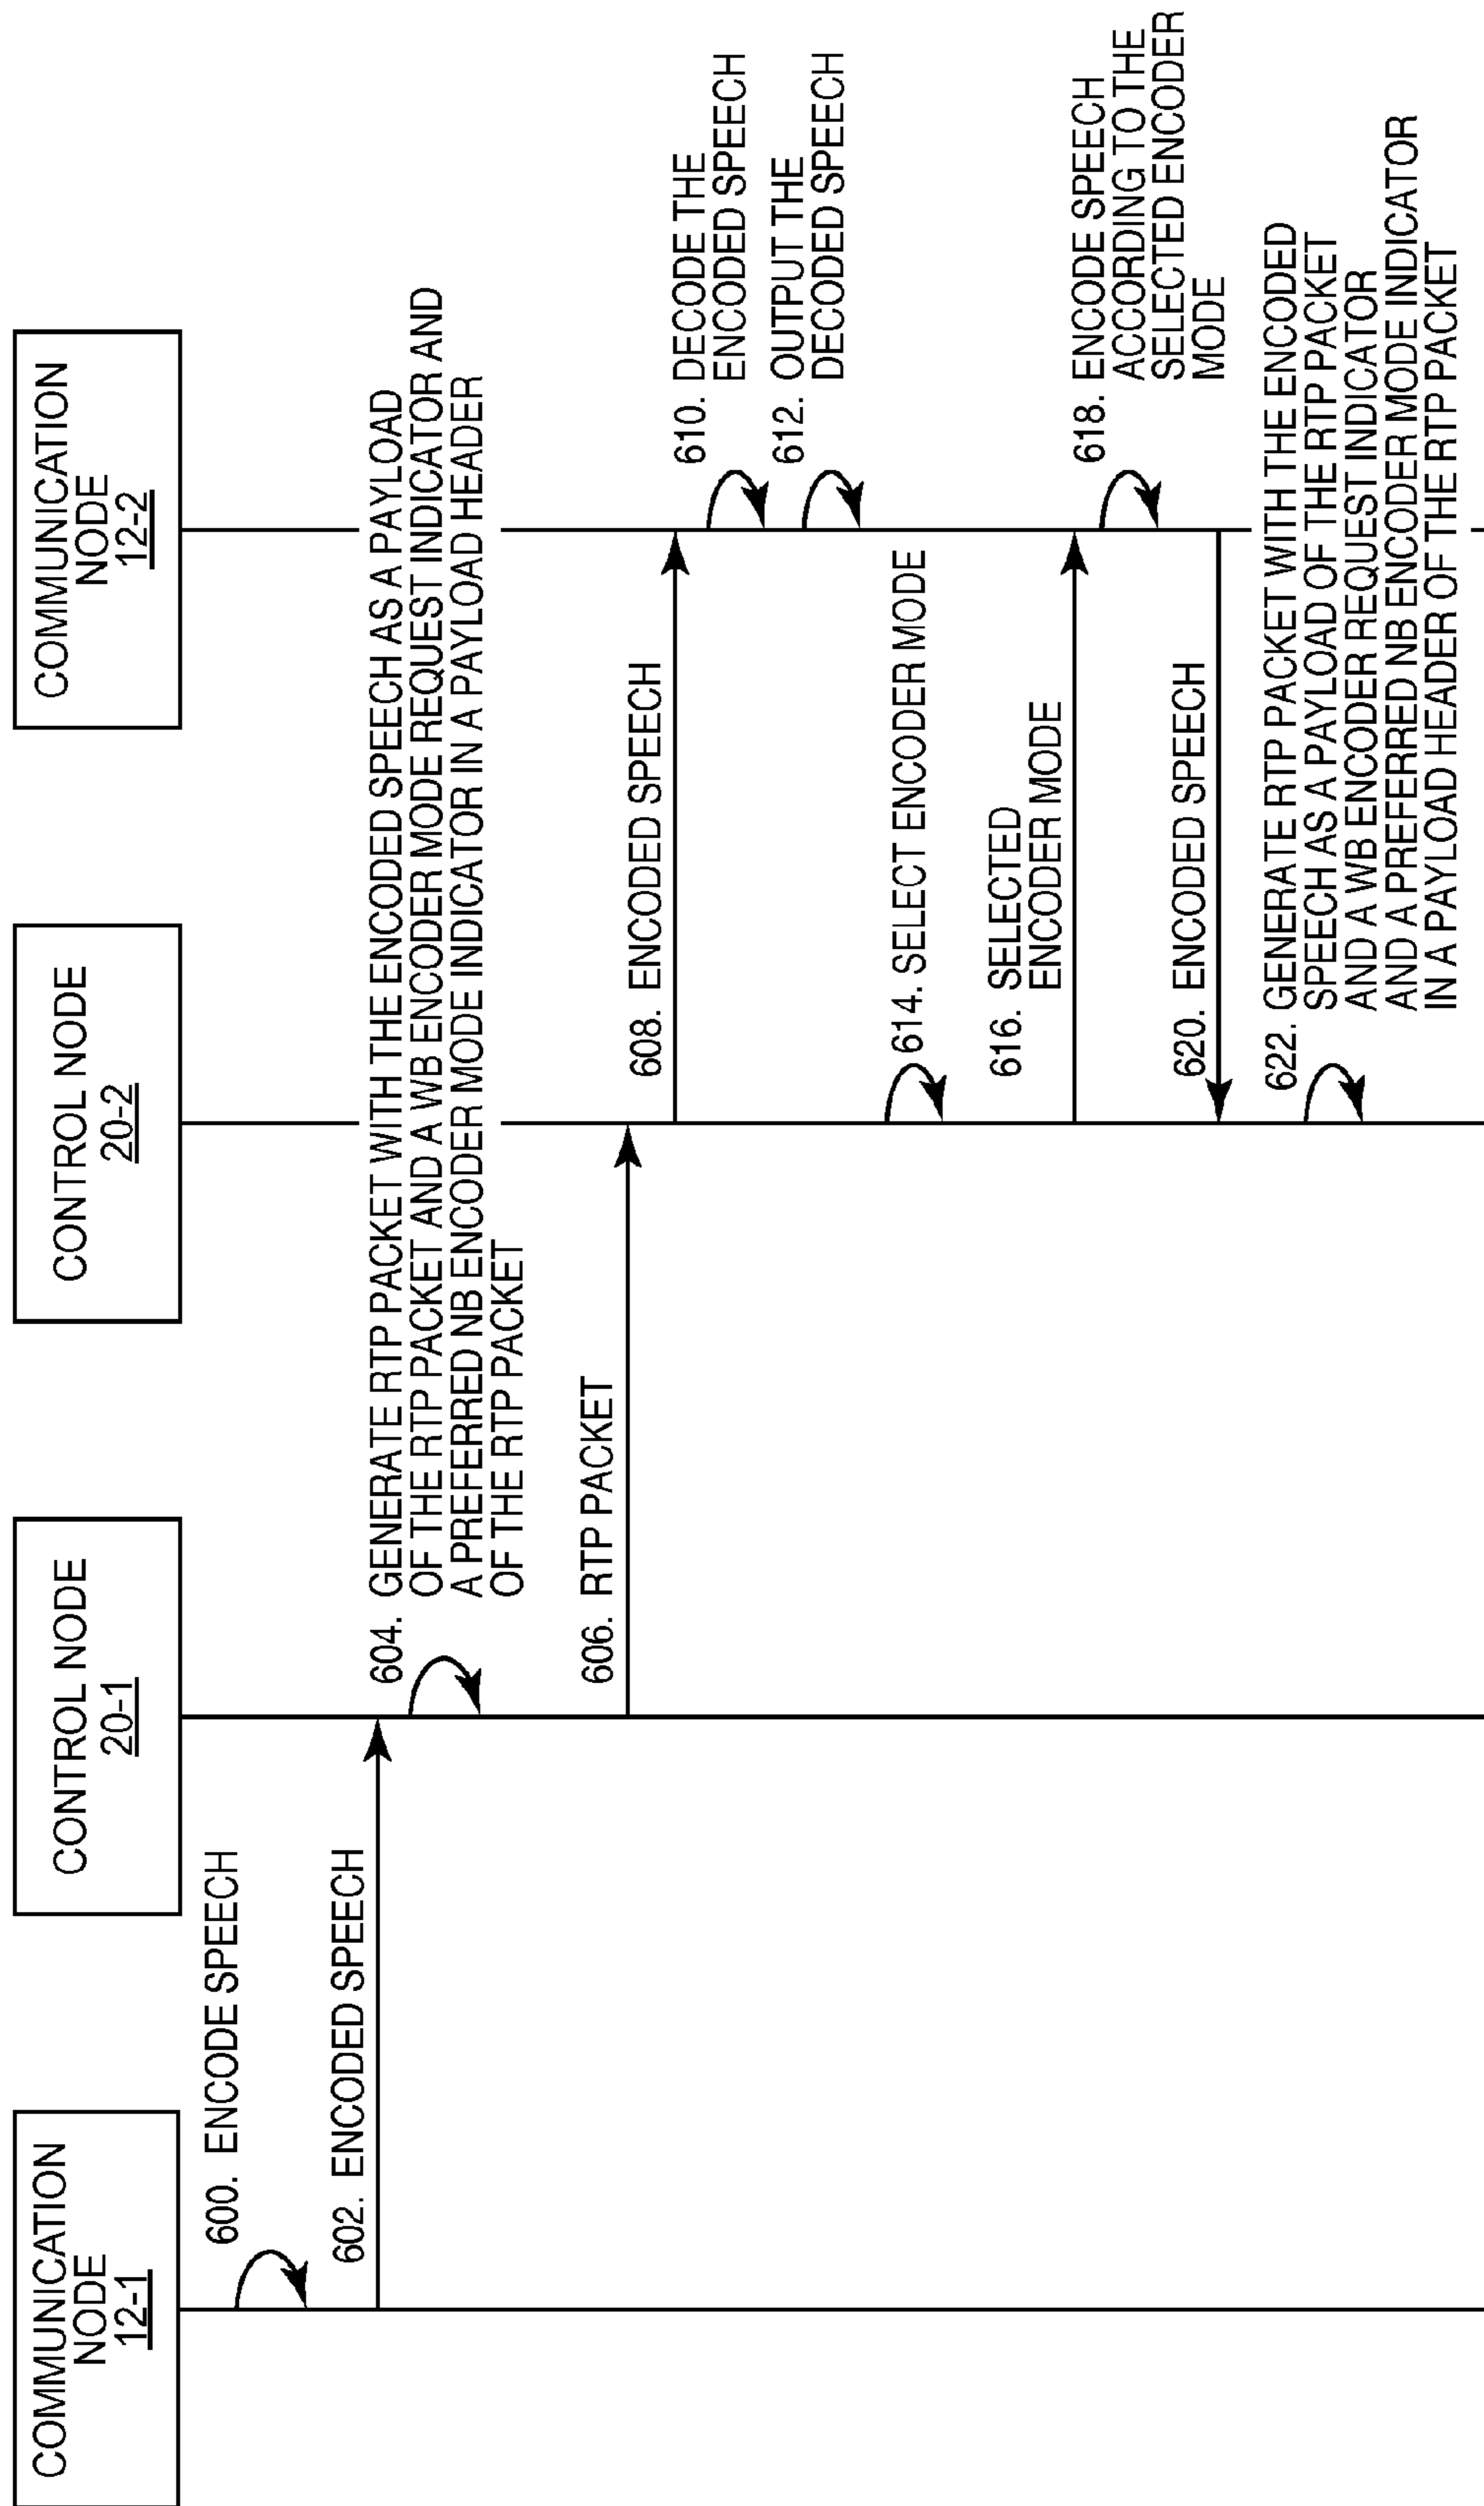 COMMUNICATION
NODE
12-1
CONTROL NODE
20-1
CONTROL NODE
20-2
COMMUNICATION
NODE
12-2
600. ENCODE SPEECH
602. ENCODED SPEECH
604. GENERATE RTP PACKET WITH THE ENCODED SPEECH AS A PAYLOAD
OF THE RTP PACKET AND A WB ENCODER MODE REQUEST INDICATOR AND
A PREFERRED NB ENCODER MODE INDICATOR IN A PAYLOAD HEADER
OF THE RTP PACKET
606. RTP PACKET
608. ENCODED SPEECH
610. DECODE THE
ENCODED SPEECH
612. OUTPUT THE
DECODED SPEECH
614. SELECT ENCODER MODE
616. SELECTED
ENCODER MODE
618. ENCODE SPEECH
ACCORDING TO THE
SELECTED ENCODER
MODE
620. ENCODED SPEECH
622. GENERATE RTP PACKET WITH THE ENCODED
SPEECH AS A PAYLOAD OF THE RTP PACKET
AND A WB ENCODER REQUEST INDICATOR
AND A PREFERRED NB ENCODER MODE INDICATOR
IN A PAYLOAD HEADER OF THE RTP PACKET